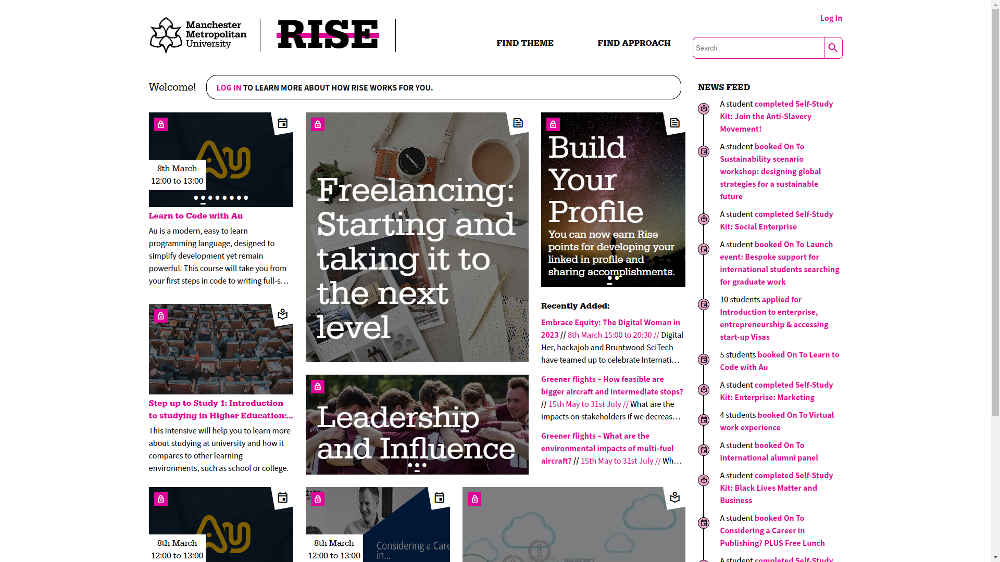 Manchester
Metropolitan
University
RISE
FIND THEME
FIND APPROACH
Log In
Search..
Welcome!
LOG IN TO LEARN MORE ABOUT HOW RISE WORKS FOR YOU.
Au
8th March
12:00 to 13:00
Learn to Code with Au
Au is a modern, easy to learn
programming language, designed to
simplify development yet remain
powerful. This course will take you from
your first steps in code to writing full-s…
Step up to Study 1: Introduction
to studying in Higher Education:...
This intensive will help you to learn more
about studying at university and how it
compares to other learning
environments, such as school or college.
OLYMPUS
Freelancing:
Starting and
taking it to
the next
level
Leadership
and Influence
Build
Your
Profile
You can now earn Rise
points for developing your
linked in profile and
sharing accomplishments.
Recently Added:
Embrace Equity: The Digital Woman in
2023 // 8th March 15:00 to 20:30 // Digital
Her, hackajob and Bruntwood SciTech
have teamed up to celebrate Internati…
Greener flights – How feasible are
bigger aircraft and intermediate stops?
// 15th May to 31st July // What are the
impacts on stakeholders if we decreas…
Greener flights – What are the
environmental impacts of multi-fuel
aircraft? // 15th May to 31st July // Wh…
Au
8th March
12:00 to 13:00
8th March
12:00 to 13:00
Considering a Care
in...
NEWS FEED
A student completed Self-Study
Kit: Join the Anti-Slavery
Movement!
A student booked On To
Sustainability scenario
workshop: designing global
strategies for a sustainable
future
A student completed Self-Study
Kit: Social Enterprise
A student booked On To Launch
event: Bespoke support for
international students searching
for graduate work
10 students applied for
Introduction to enterprise,
entrepreneurship & accessing
start-up Visas
5 students booked On To Learn to
Code with Au
A student completed Self-Study
Kit: Enterprise: Marketing
4 students booked On To Virtual
work experience
A student booked On To
International alumni panel
A student completed Self-Study
Kit: Black Lives Matter and
Business
A student booked On To
Considering a Career in
Publishing? PLUS Free Lunch
A student completed Self-Study